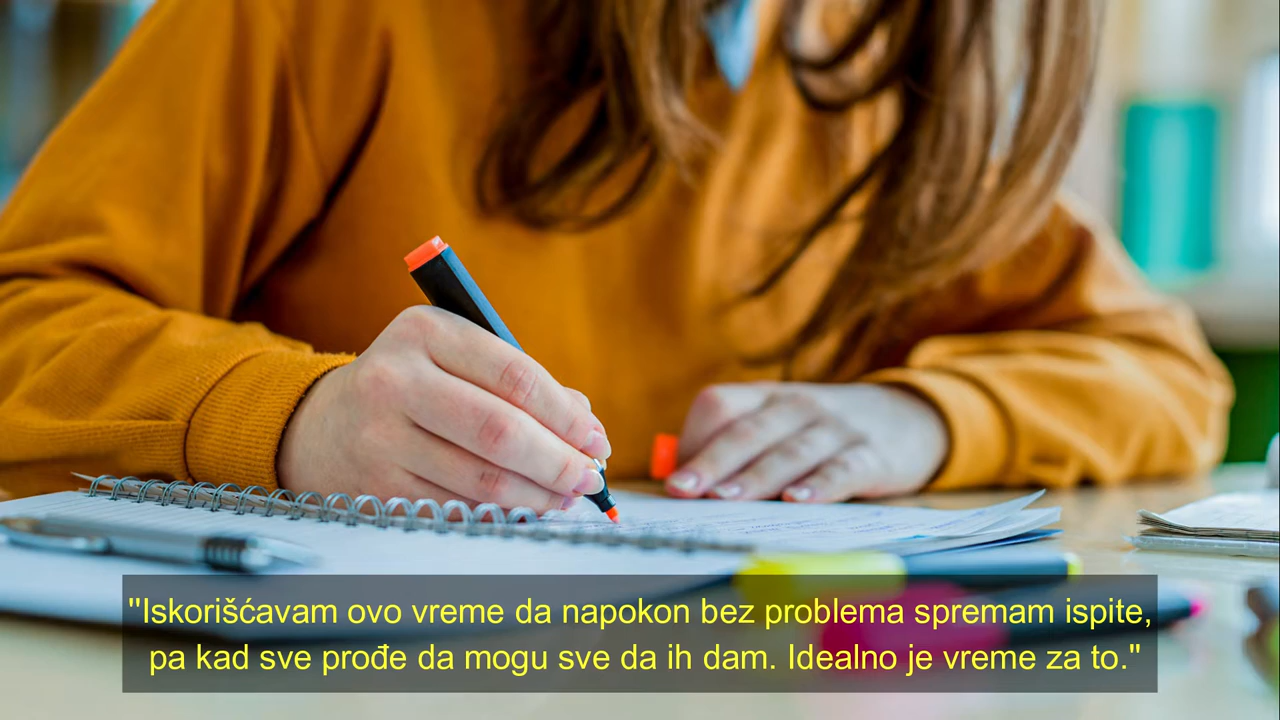 "Iskorišćavam ovo vreme da napokon bez problema spremam ispite,
pa kad sve prođe da mogu sve da ih dam. Idealno je vreme za to."